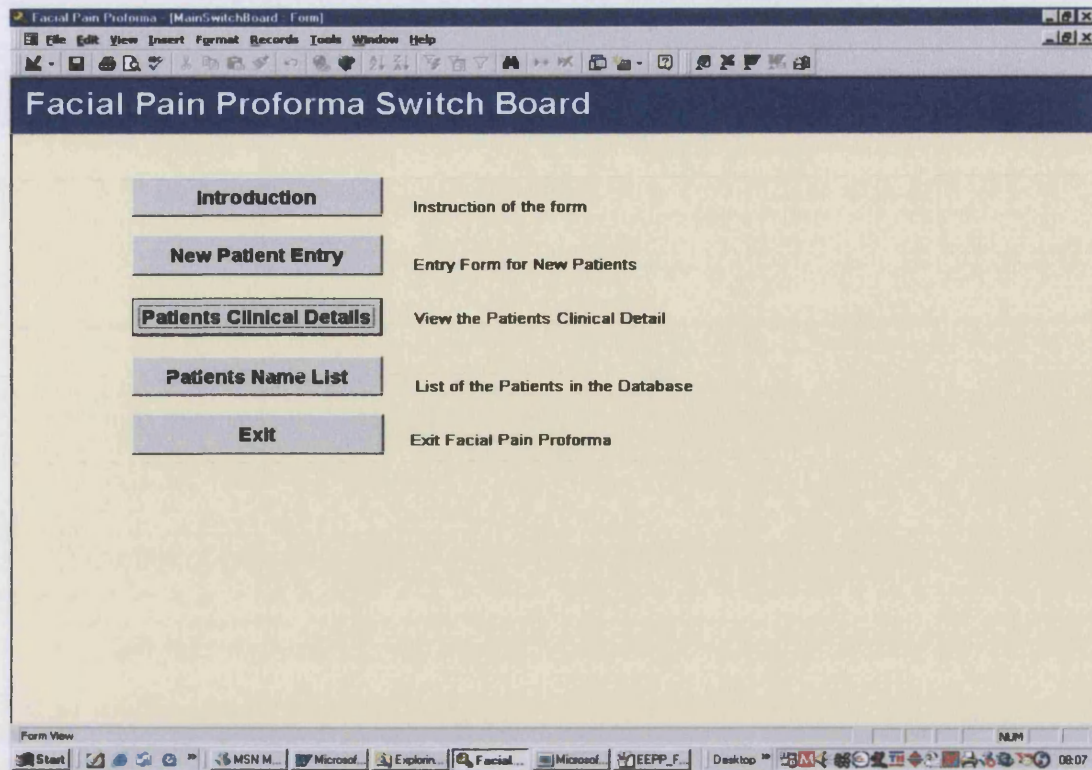 Facial Pain Proforma - [MainSwitchBoard : Form]
File Edit View Insert Format Records Tools Window Help
Facial Pain Proforma Switch Board
Introduction Instruction of the form
New Patient Entry Entry Form for New Patients
Patients Clinical Details View the Patients Clinical Detail
Patients Name List List of the Patients in the Database
Exit Exit Facial Pain Proforma
Form View NUM
Start MSN M... Microsof... Explorin... Facial... Microsof... EEPP_F... Desktop » 08:07